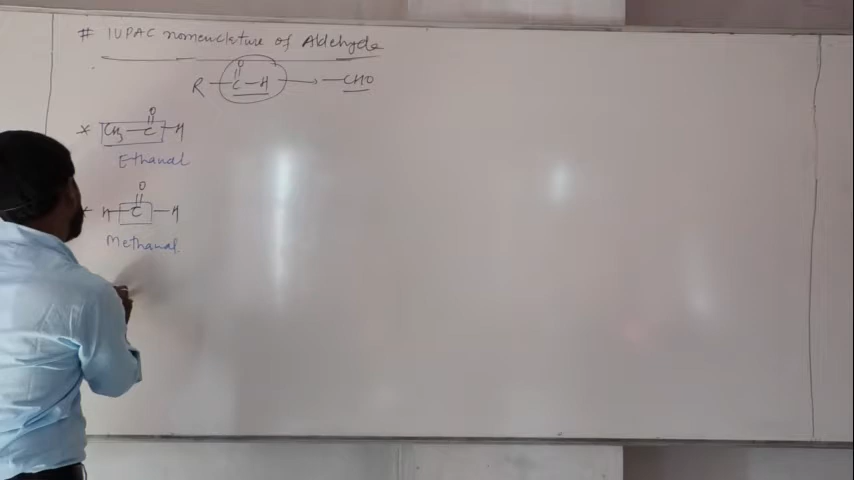 # IUPAC nomenclature of Aldehyde
O
R — C — H → — CHO
O
* CH3 — C — H
Ethanal
O
* H — C — H
Methanal